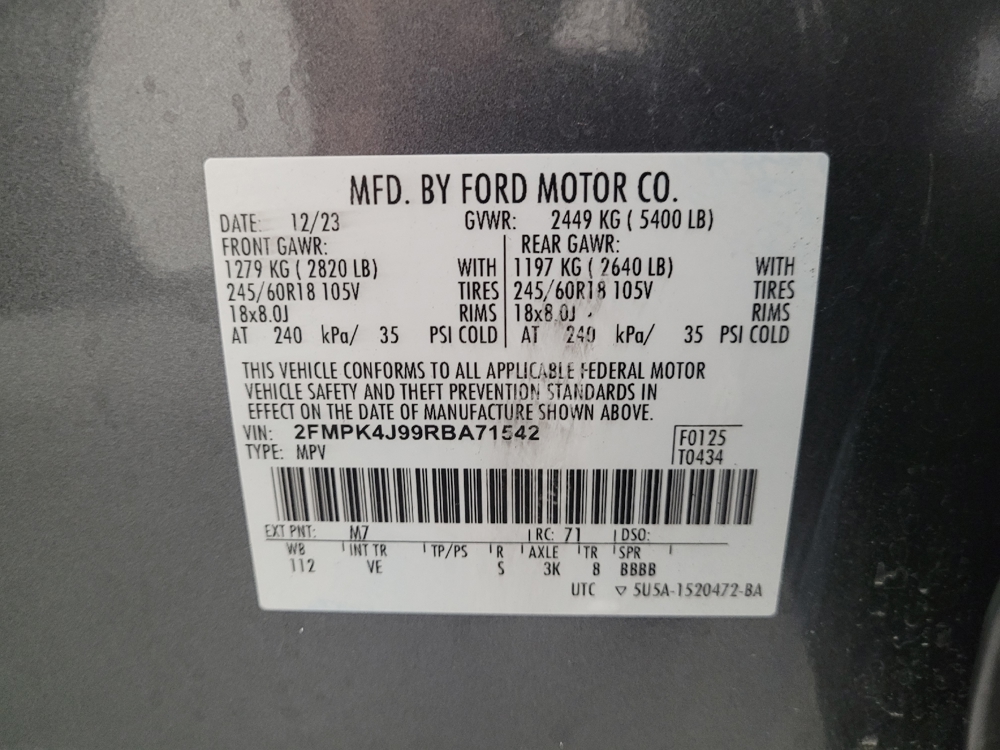 MFD. BY FORD MOTOR CO.
DATE: 12/23 GVWR: 2449 KG ( 5400 LB)
FRONT GAWR: REAR GAWR:
1279 KG ( 2820 LB) WITH 1197 KG ( 2640 LB) WITH
245/60R18 105V TIRES 245/60R18 105V TIRES
18x8.0J RIMS 18x8.0J RIMS
AT 240 kPa/ 35 PSI COLD AT 240 kPa/ 35 PSI COLD
THIS VEHICLE CONFORMS TO ALL APPLICABLE FEDERAL MOTOR
VEHICLE SAFETY AND THEFT PREVENTION STANDARDS IN
EFFECT ON THE DATE OF MANUFACTURE SHOWN ABOVE.
VIN: 2FMPK4J99RBA71542 F0125
TYPE: MPV T0434
EXT PNT: M7 RC: 71 DSO:
WB INT TR TP/PS R AXLE TR SPR
112 VE S 3K 8 BBBB
UTC ▽ 5U5A-1520472-BA